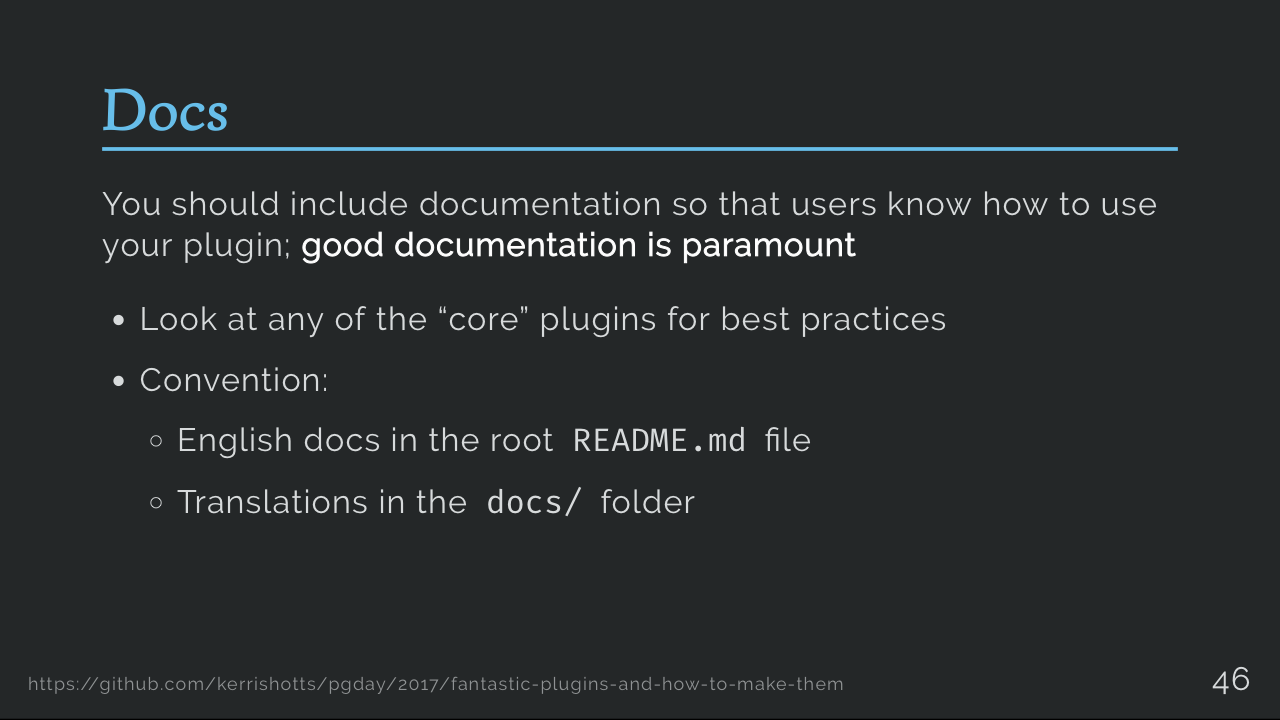 Docs
You should include documentation so that users know how to use
your plugin; good documentation is paramount
• Look at any of the “core” plugins for best practices
• Convention:
◦ English docs in the root README.md file
◦ Translations in the docs/ folder
https://github.com/kerrishotts/pgday/2017/fantastic-plugins-and-how-to-make-them
46